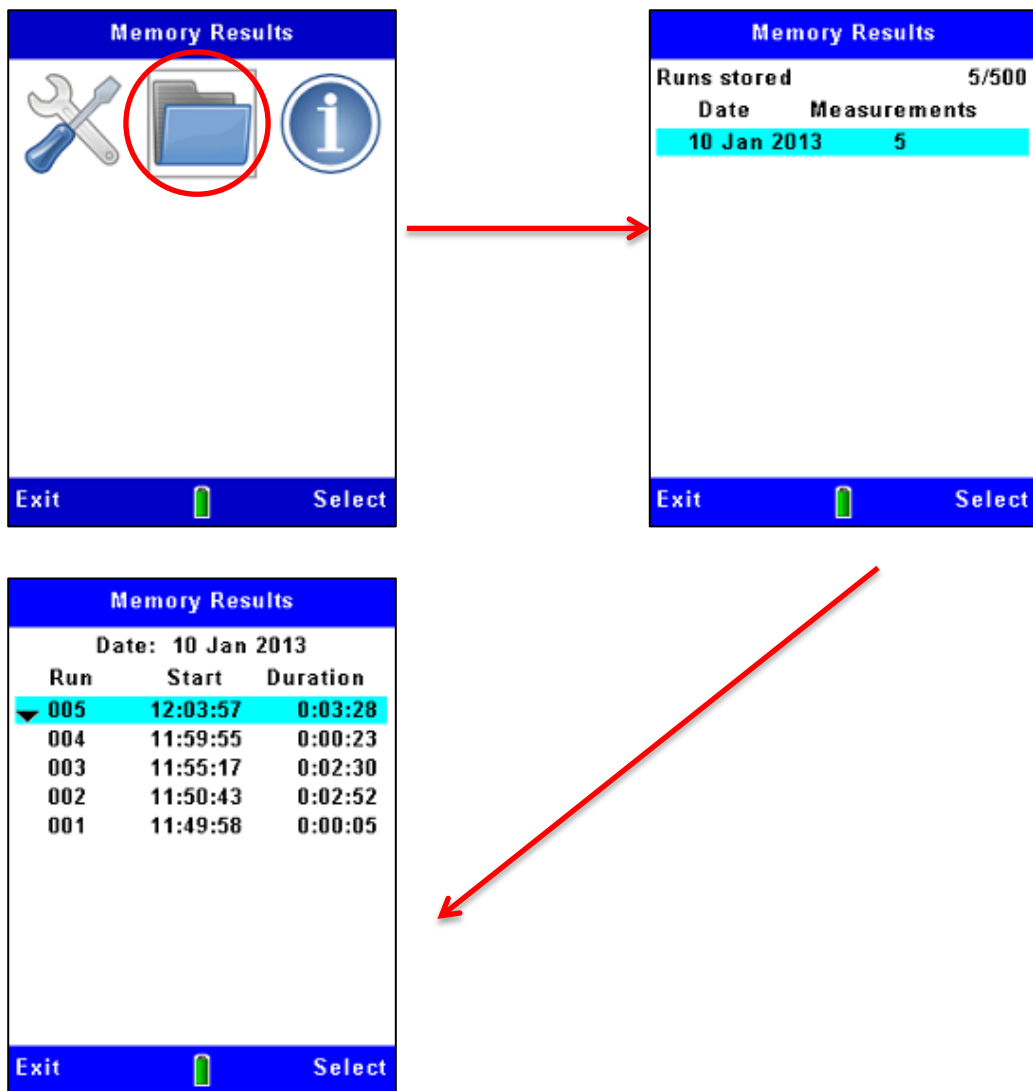 Memory Results
Exit Select
Memory Results
Runs stored 5/500
Date Measurements
10 Jan 2013 5
Exit Select
Memory Results
Date: 10 Jan 2013
Run Start Duration
005 12:03:57 0:03:28
004 11:59:55 0:00:23
003 11:55:17 0:02:30
002 11:50:43 0:02:52
001 11:49:58 0:00:05
Exit Select